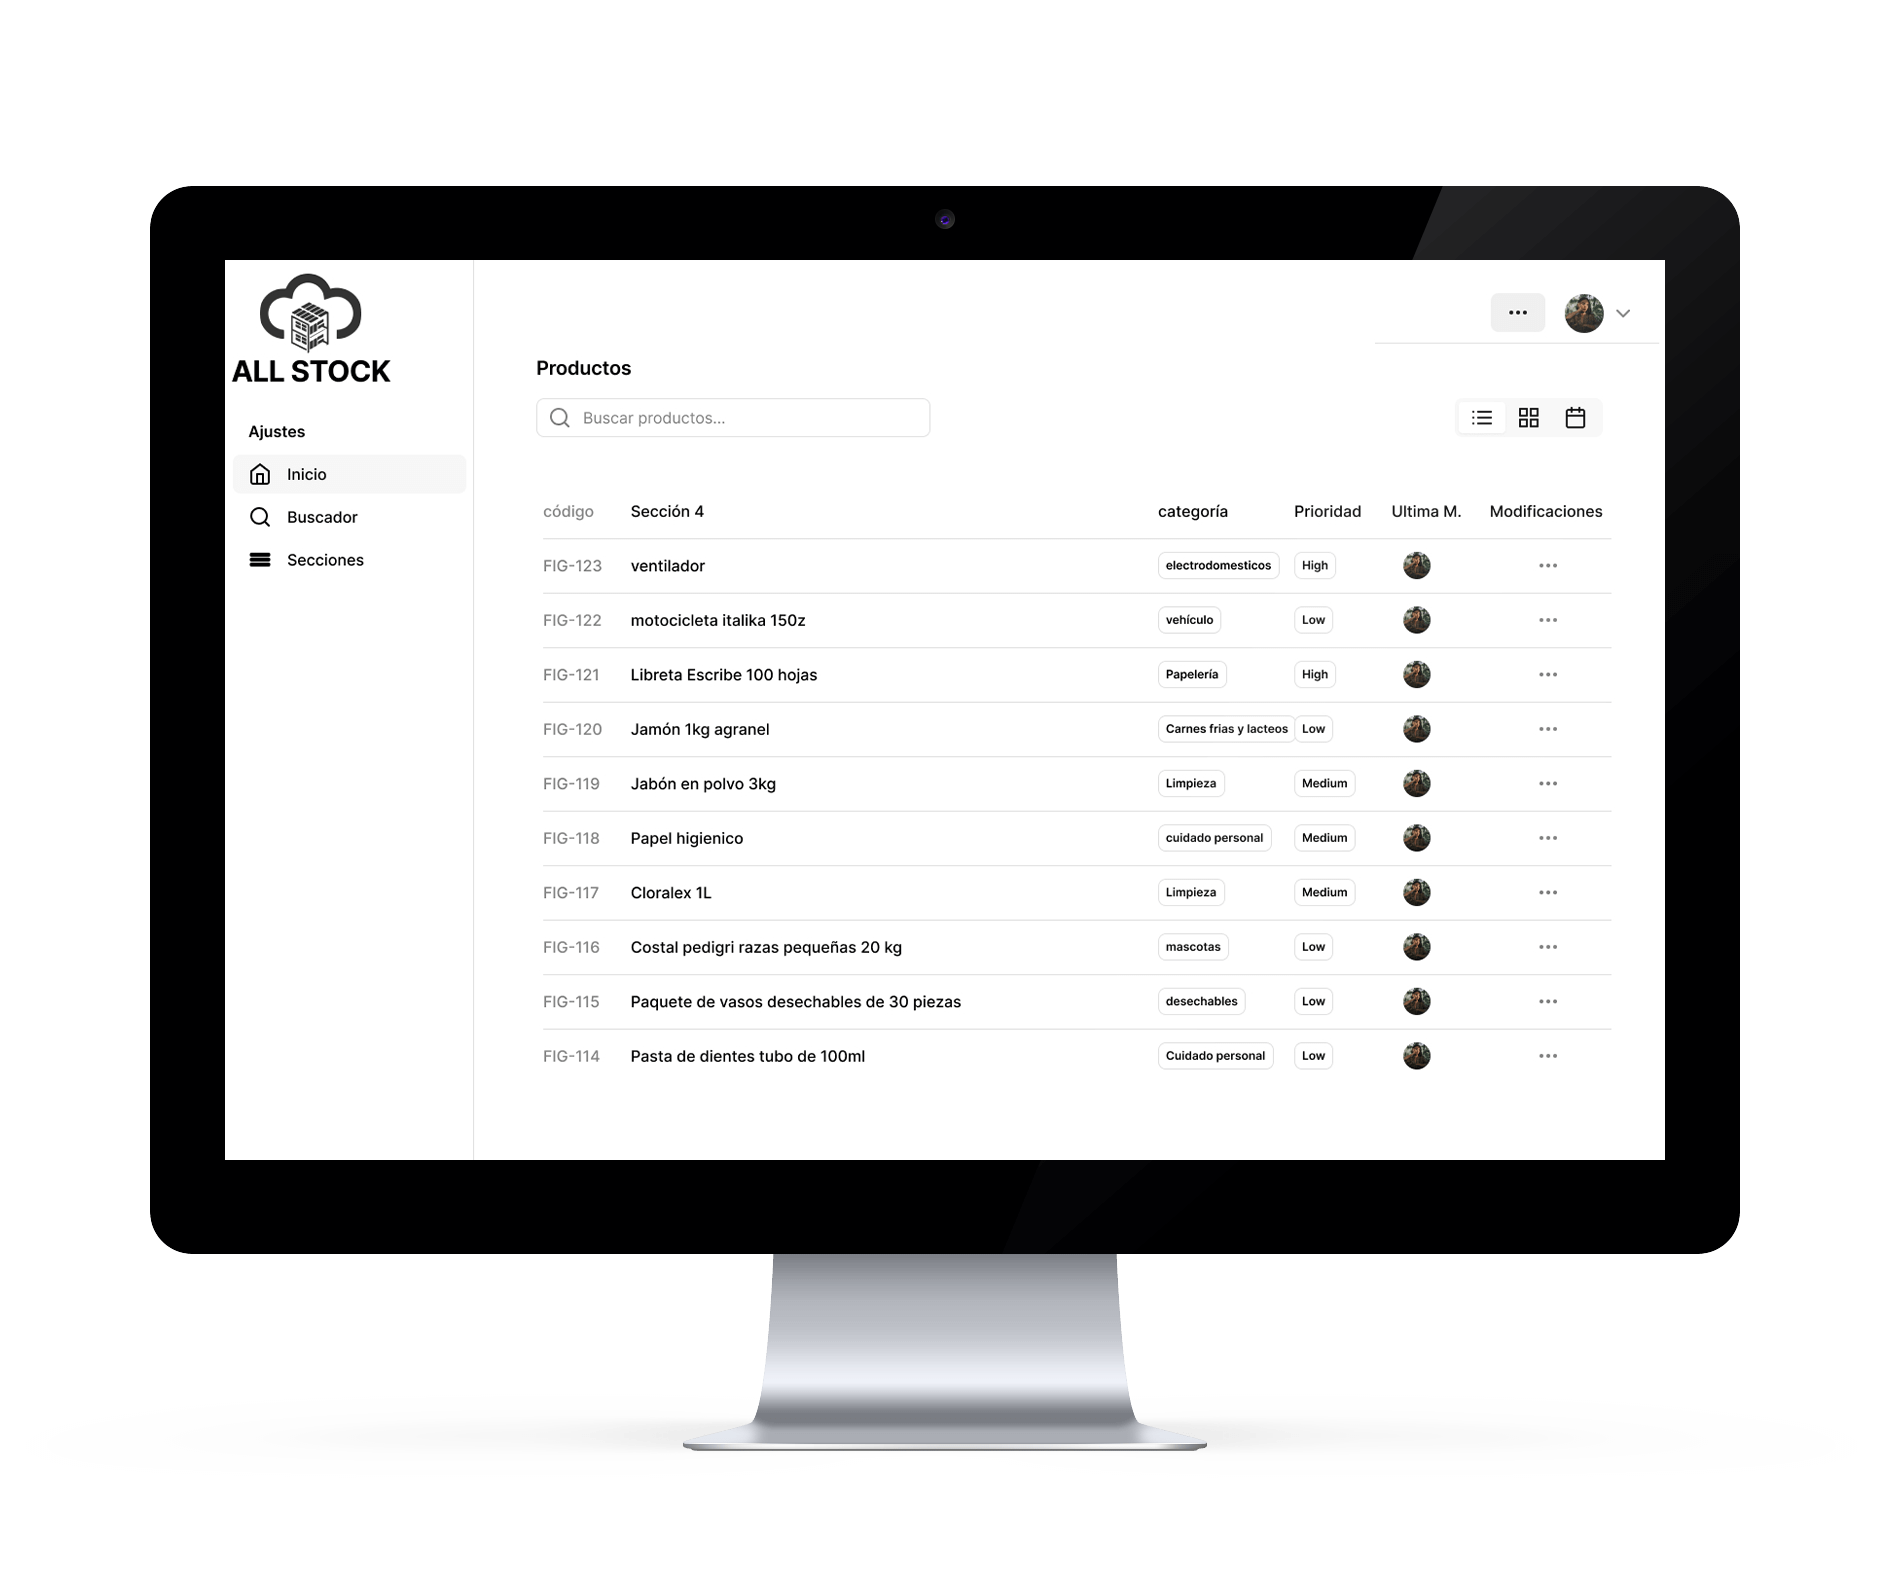 ALL STOCK
Ajustes
Inicio
Buscador
Secciones
Productos
Buscar productos...
código Sección 4 categoría Prioridad Ultima M. Modificaciones
FIG-123 ventilador electrodomesticos High
FIG-122 motocicleta italika 150z vehículo Low
FIG-121 Libreta Escribe 100 hojas Papelería High
FIG-120 Jamón 1kg agranel Carnes frias y lacteos Low
FIG-119 Jabón en polvo 3kg Limpieza Medium
FIG-118 Papel higienico cuidado personal Medium
FIG-117 Cloralex 1L Limpieza Medium
FIG-116 Costal pedigri razas pequeñas 20 kg mascotas Low
FIG-115 Paquete de vasos desechables de 30 piezas desechables Low
FIG-114 Pasta de dientes tubo de 100ml Cuidado personal Low